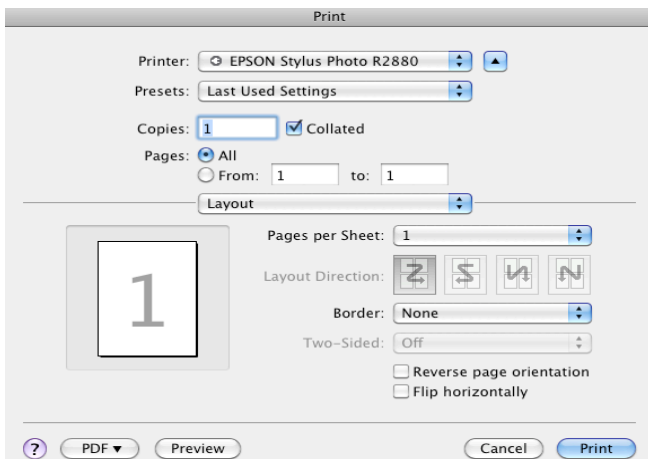 Print
Printer: EPSON Stylus Photo R2880
Presets: Last Used Settings
Copies: 1 Collated
Pages: All
From: 1 to: 1
Layout
Pages per Sheet: 1
Layout Direction:
Border: None
Two-Sided: Off
Reverse page orientation
Flip horizontally
1
? PDF ▼ Preview Cancel Print